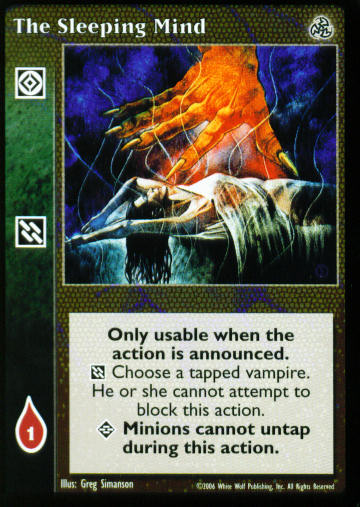 The Sleeping Mind
Only usable when the
action is announced.
Choose a tapped vampire.
He or she cannot attempt to
block this action.
Minions cannot untap
during this action.
1
Illus: Greg Simanson
©2006 White Wolf Publishing, Inc. All Rights Reserved